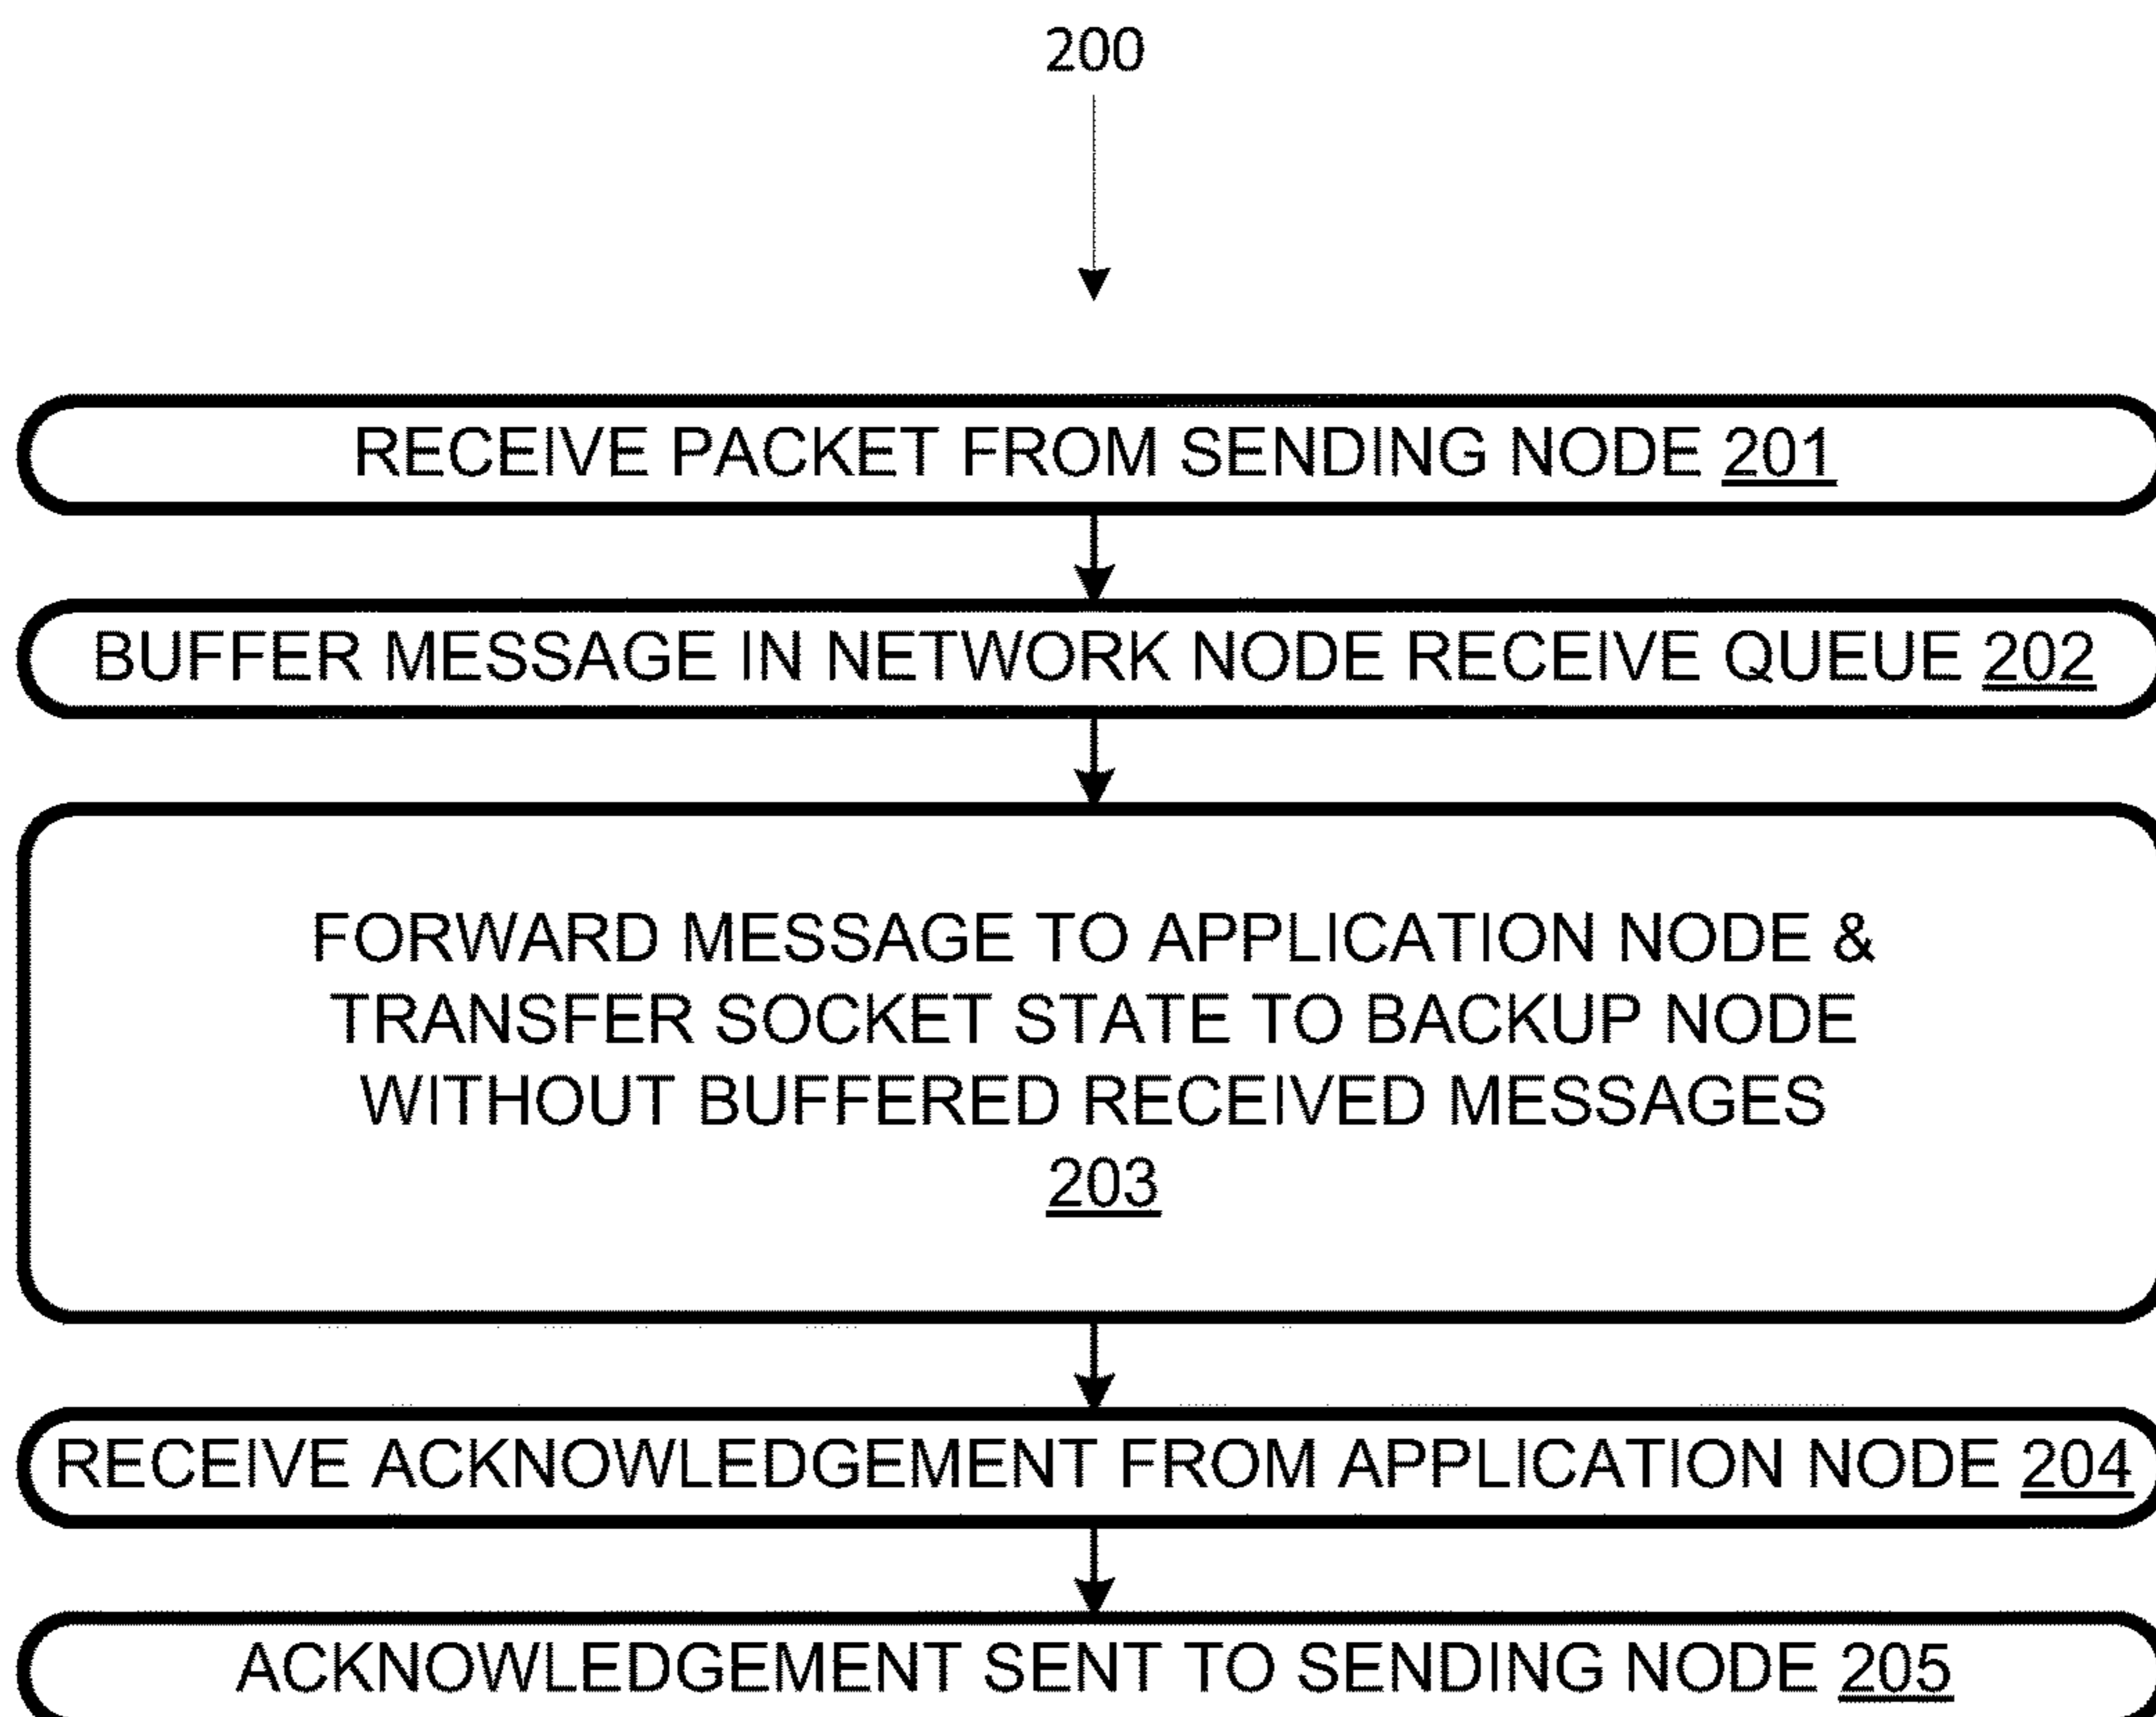 200
RECEIVE PACKET FROM SENDING NODE 201
BUFFER MESSAGE IN NETWORK NODE RECEIVE QUEUE 202
FORWARD MESSAGE TO APPLICATION NODE &
TRANSFER SOCKET STATE TO BACKUP NODE
WITHOUT BUFFERED RECEIVED MESSAGES
203
RECEIVE ACKNOWLEDGEMENT FROM APPLICATION NODE 204
ACKNOWLEDGEMENT SENT TO SENDING NODE 205